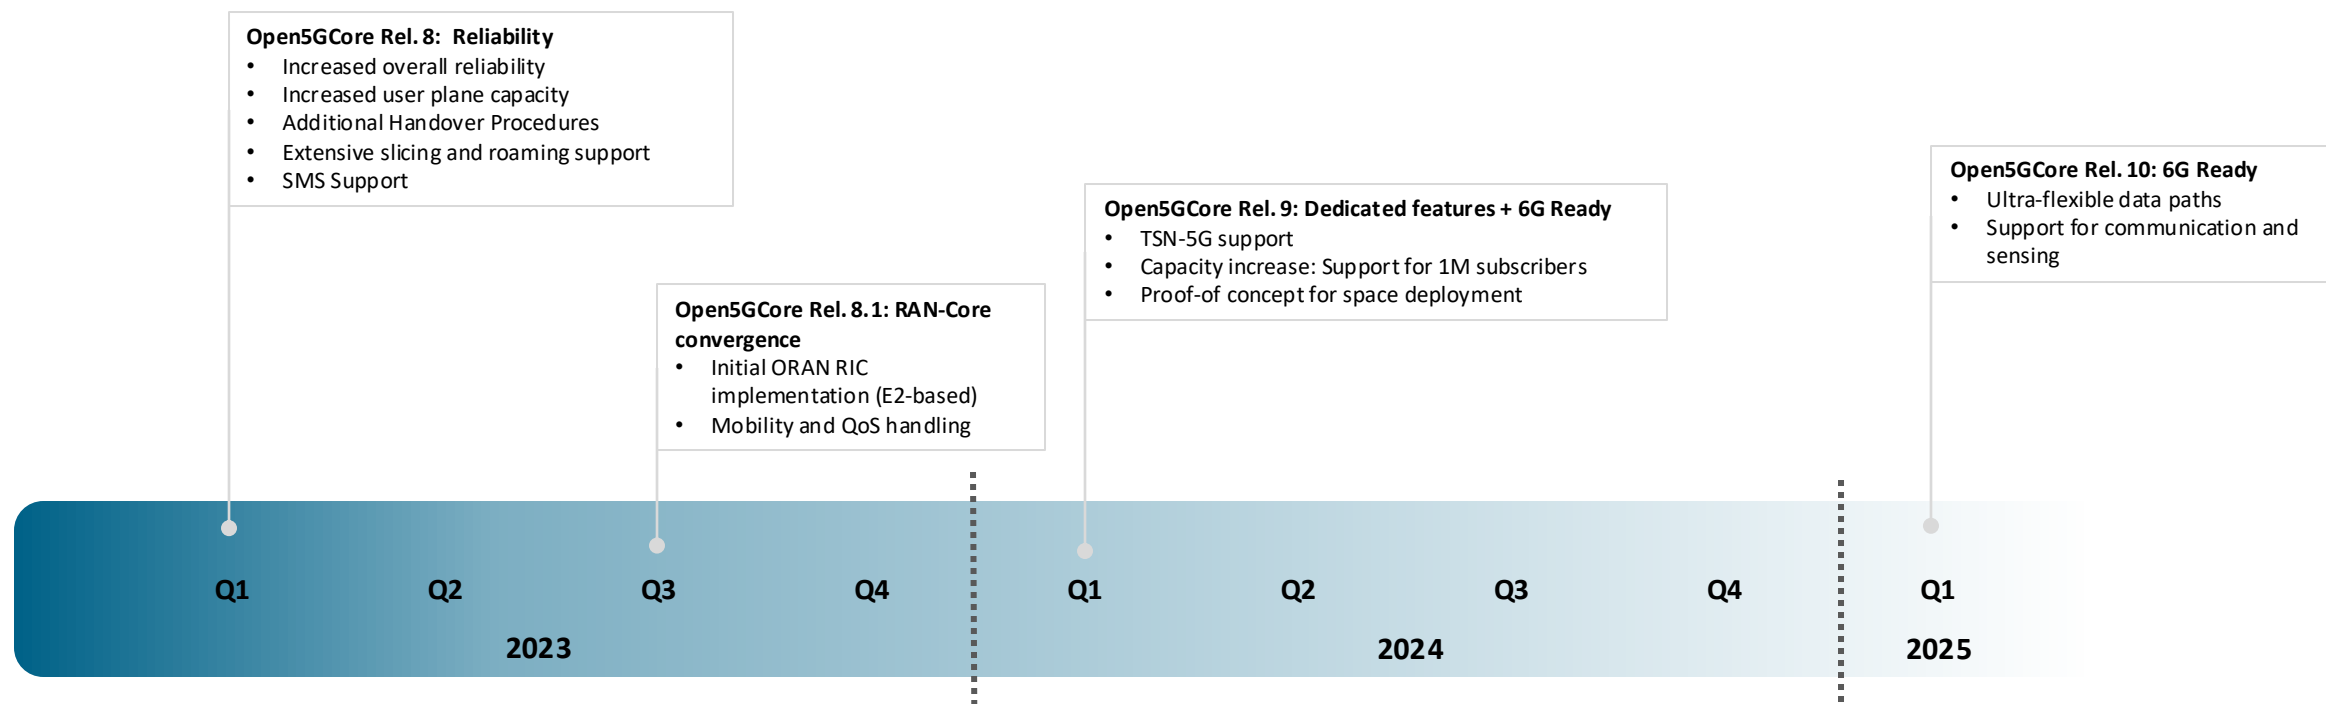 Open5GCore Rel. 8: Reliability
• Increased overall reliability
• Increased user plane capacity
• Additional Handover Procedures
• Extensive slicing and roaming support
• SMS Support
Open5GCore Rel. 8.1: RAN-Core
convergence
• Initial ORAN RIC
implementation (E2-based)
• Mobility and QoS handling
Open5GCore Rel. 9: Dedicated features + 6G Ready
• TSN-5G support
• Capacity increase: Support for 1M subscribers
• Proof-of concept for space deployment
Open5GCore Rel. 10: 6G Ready
• Ultra-flexible data paths
• Support for communication and
sensing
Q1 Q2 Q3 Q4 Q1 Q2 Q3 Q4 Q1
2023 2024 2025